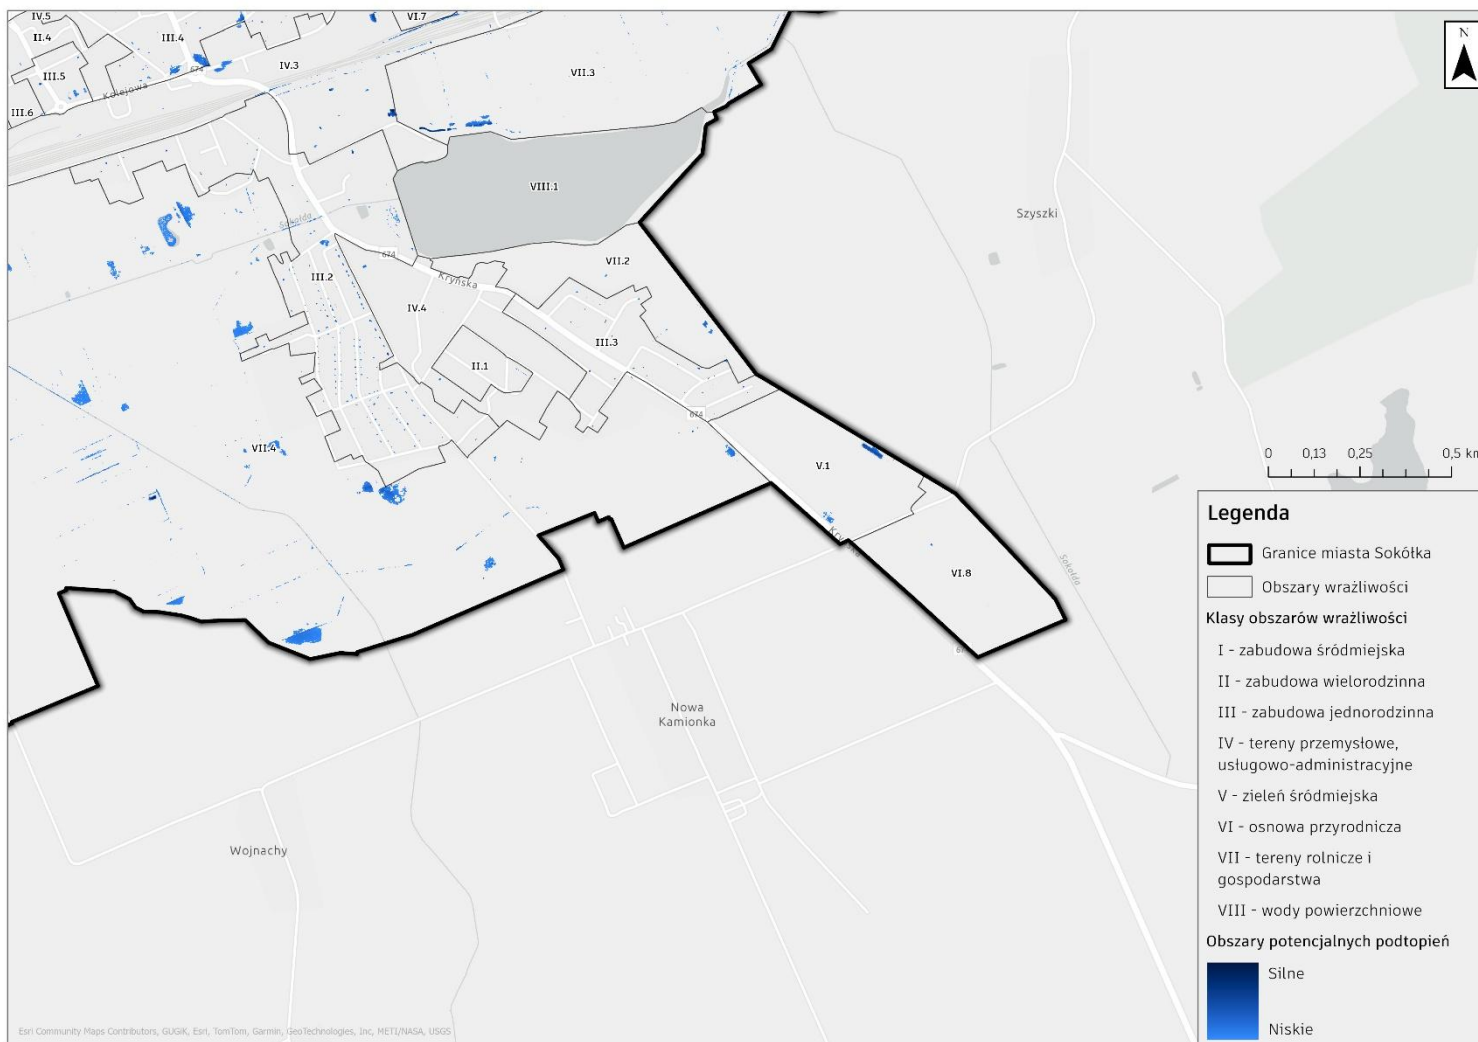 IV.5
VI.7
II.4
III.4
N
IV.3
674
VII.3
III.5
Kolejowa
III.6
VIII.1
Szyszki
Sokołda
674
VII.2
III.2
Kryńska
IV.4
III.3
II.1
674
VII.4
V.1
0 0,13 0,25 0,5 km
VI.8
Sokołda
Legenda
Granice miasta Sokółka
Obszary wrażliwości
Klasy obszarów wrażliwości
I - zabudowa śródmiejska
II - zabudowa wielorodzinna
III - zabudowa jednorodzinna
IV - tereny przemysłowe,
usługowo-administracyjne
V - zieleń śródmiejska
VI - osnowa przyrodnicza
VII - tereny rolnicze i
gospodarstwa
VIII - wody powierzchniowe
Obszary potencjalnych podtopień
Silne
Niskie
Nowa
Kamionka
Wojnachy
Esri Community Maps Contributors, GUGiK, Esri, TomTom, Garmin, GeoTechnologies, Inc, METI/NASA, USGS